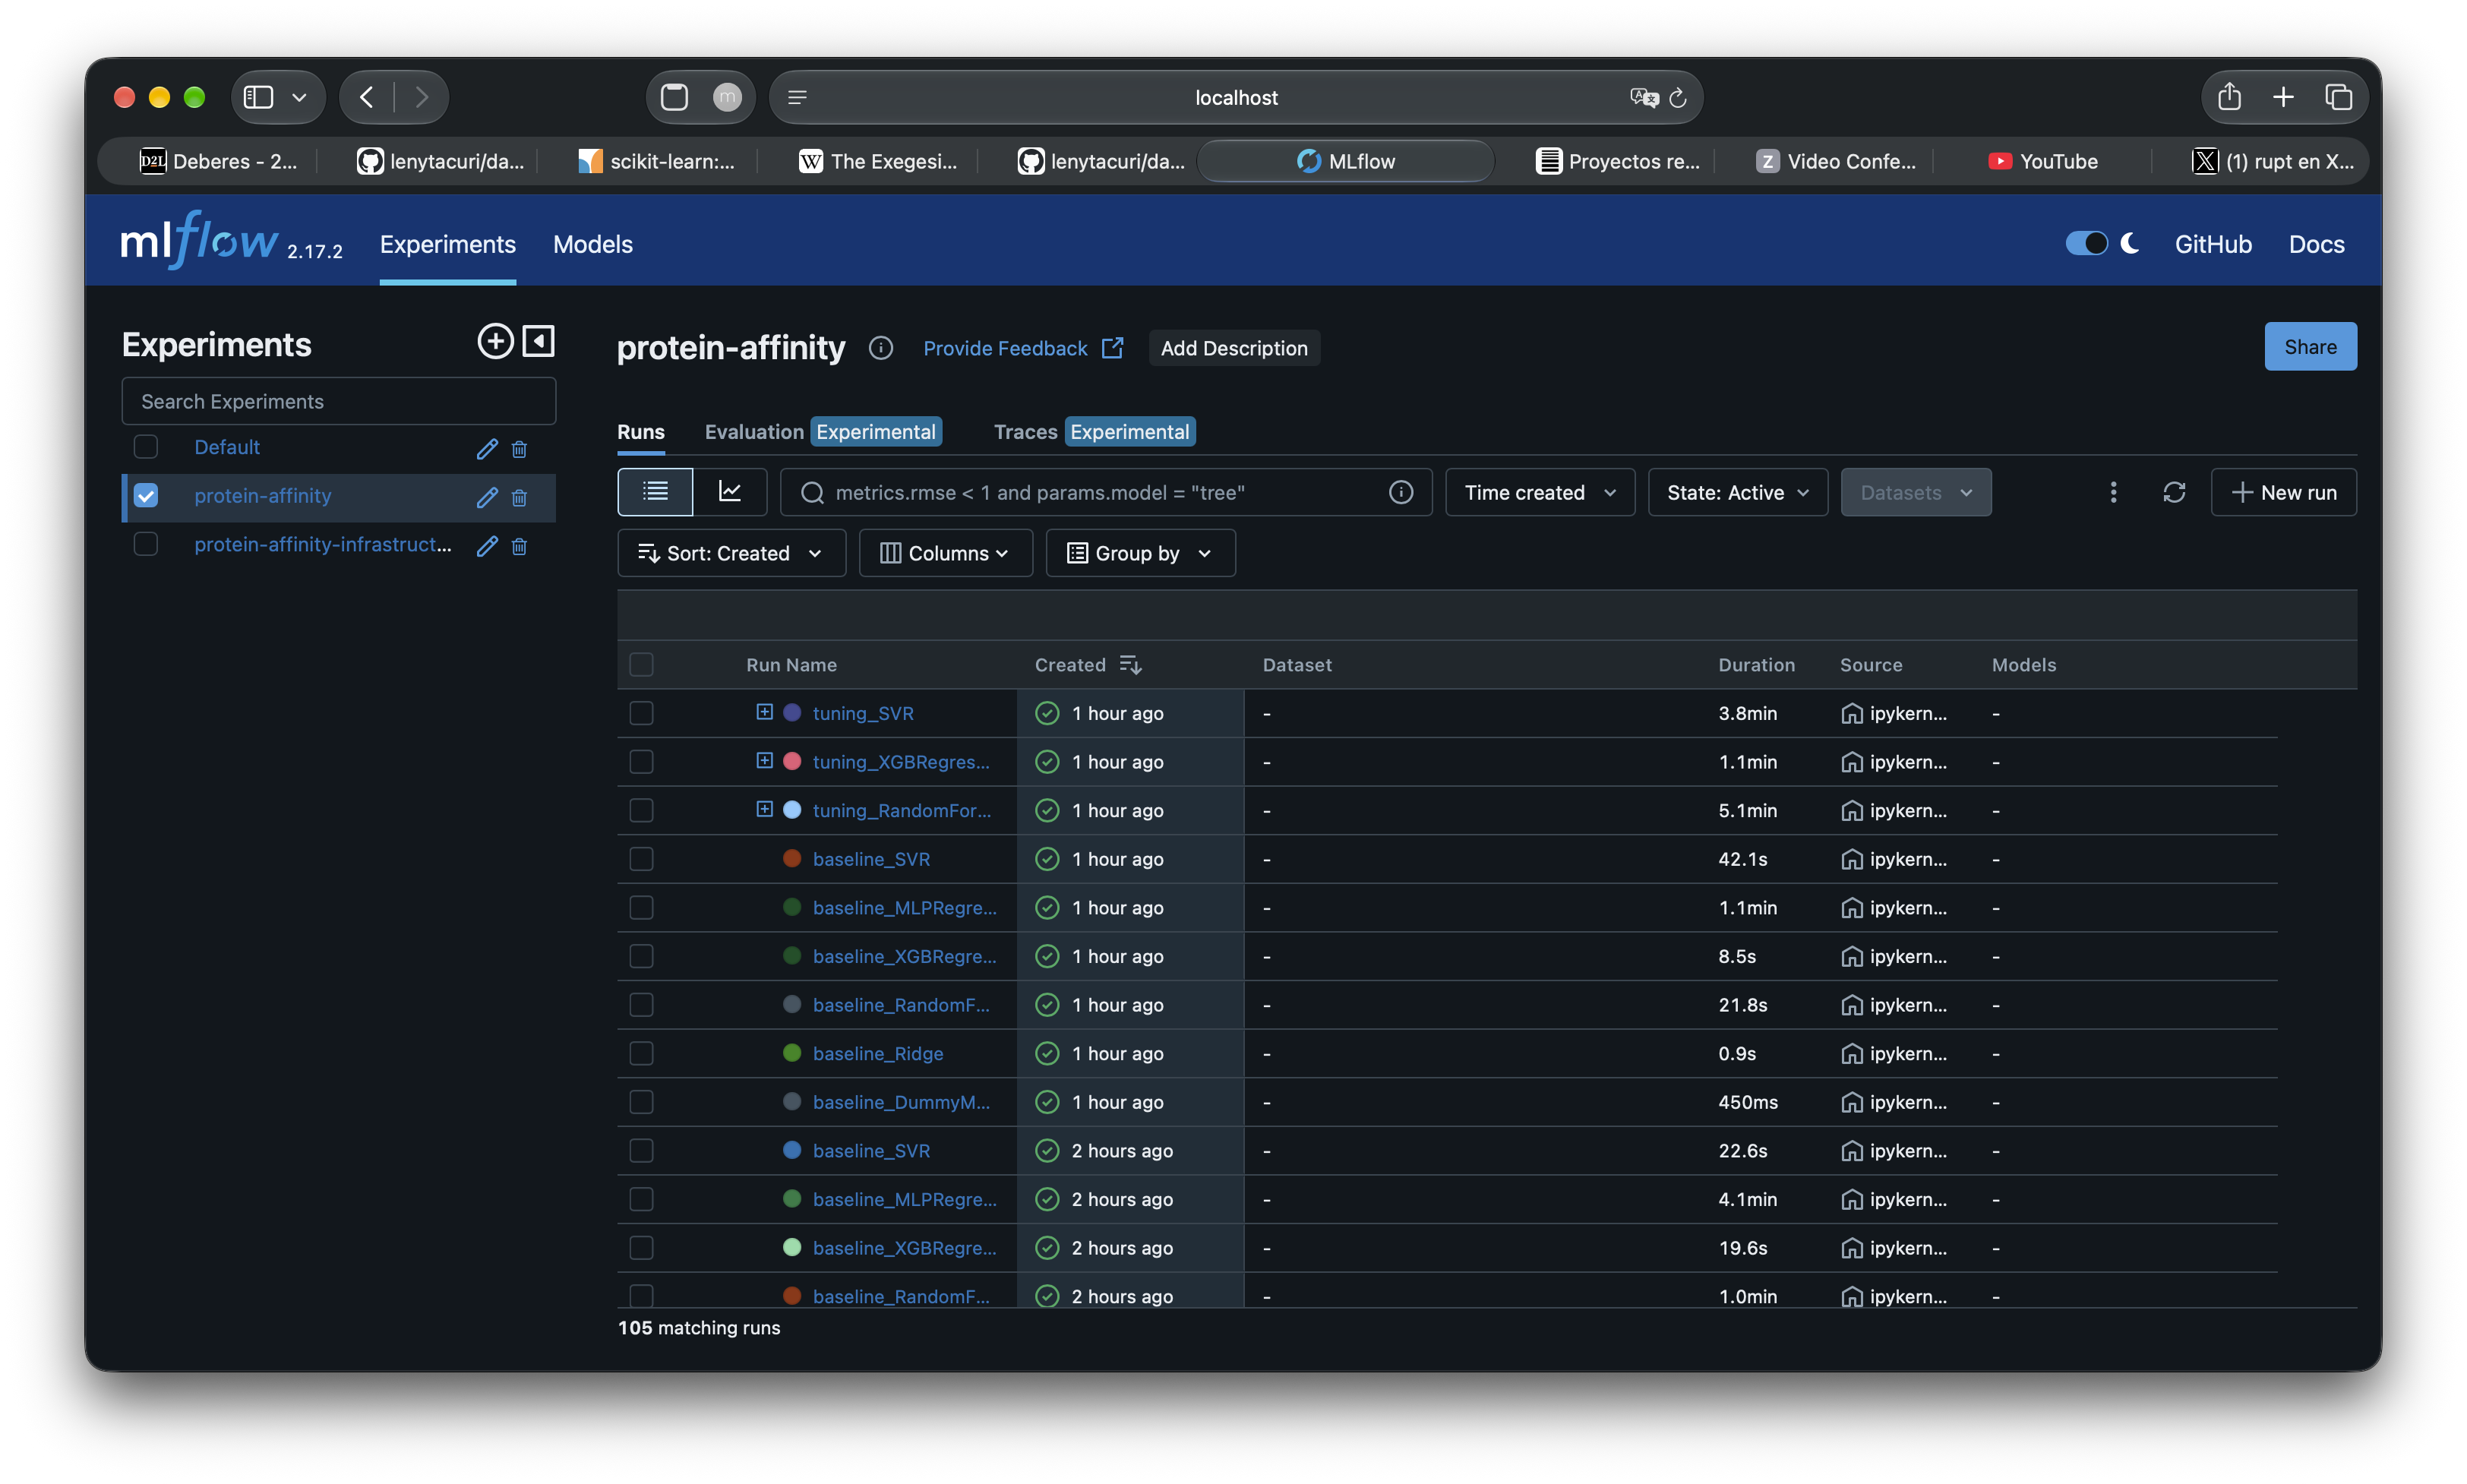 m
localhost
D2L Deberes - 2...
lenytacuri/da...
scikit-learn:...
W The Exegesi...
lenytacuri/da...
MLflow
Proyectos re...
Z Video Confe...
YouTube
X (1) rupt en X...
mlflow 2.17.2
Experiments
Models
GitHub
Docs
Experiments
Search Experiments
Default
protein-affinity
protein-affinity-infrastruct...
protein-affinity
Provide Feedback
Add Description
Share
Runs
Evaluation Experimental
Traces Experimental
metrics.rmse < 1 and params.model = "tree"
Time created
State: Active
Datasets
New run
Sort: Created
Columns
Group by
Run Name Created Dataset Duration Source Models
tuning_SVR 1 hour ago - 3.8min ipykern... -
tuning_XGBRegres... 1 hour ago - 1.1min ipykern... -
tuning_RandomFor... 1 hour ago - 5.1min ipykern... -
baseline_SVR 1 hour ago - 42.1s ipykern... -
baseline_MLPRegre... 1 hour ago - 1.1min ipykern... -
baseline_XGBRegre... 1 hour ago - 8.5s ipykern... -
baseline_RandomF... 1 hour ago - 21.8s ipykern... -
baseline_Ridge 1 hour ago - 0.9s ipykern... -
baseline_DummyM... 1 hour ago - 450ms ipykern... -
baseline_SVR 2 hours ago - 22.6s ipykern... -
baseline_MLPRegre... 2 hours ago - 4.1min ipykern... -
baseline_XGBRegre... 2 hours ago - 19.6s ipykern... -
baseline_RandomF... 2 hours ago - 1.0min ipykern... -
105 matching runs